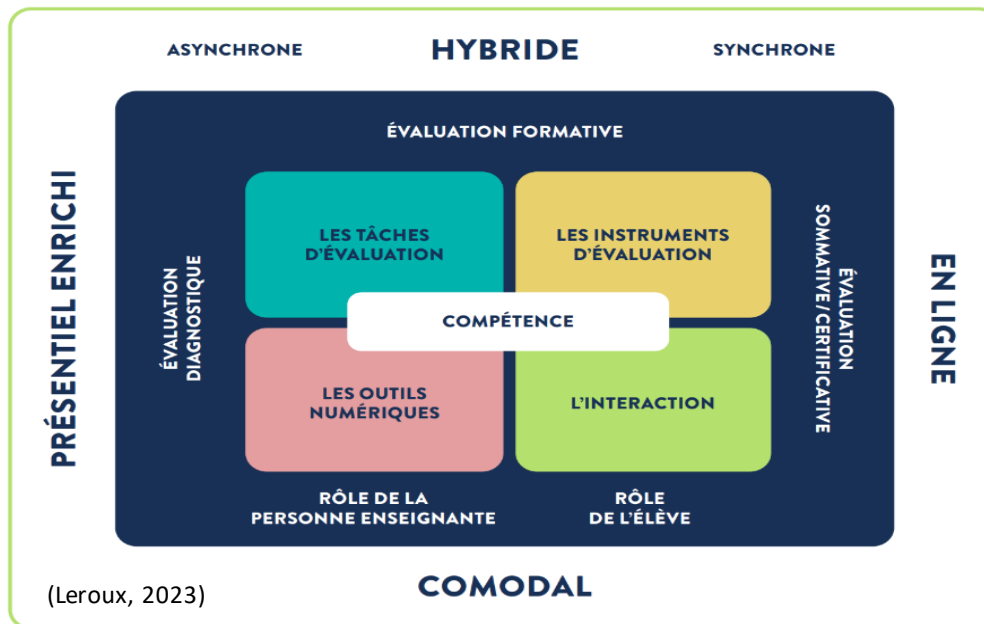 ASYNCHRONE
HYBRIDE
SYNCHRONE
PRÉSENTIEL ENRICHI
ÉVALUATION FORMATIVE
ÉVALUATION
DIAGNOSTIQUE
LES TÂCHES
D'ÉVALUATION
LES INSTRUMENTS
D'ÉVALUATION
COMPÉTENCE
LES OUTILS
NUMÉRIQUES
L'INTERACTION
ÉVALUATION
SOMMATIVE/CERTIFICATIVE
EN LIGNE
RÔLE DE LA
PERSONNE ENSEIGNANTE
RÔLE
DE L'ÉLÈVE
(Leroux, 2023)
COMODAL